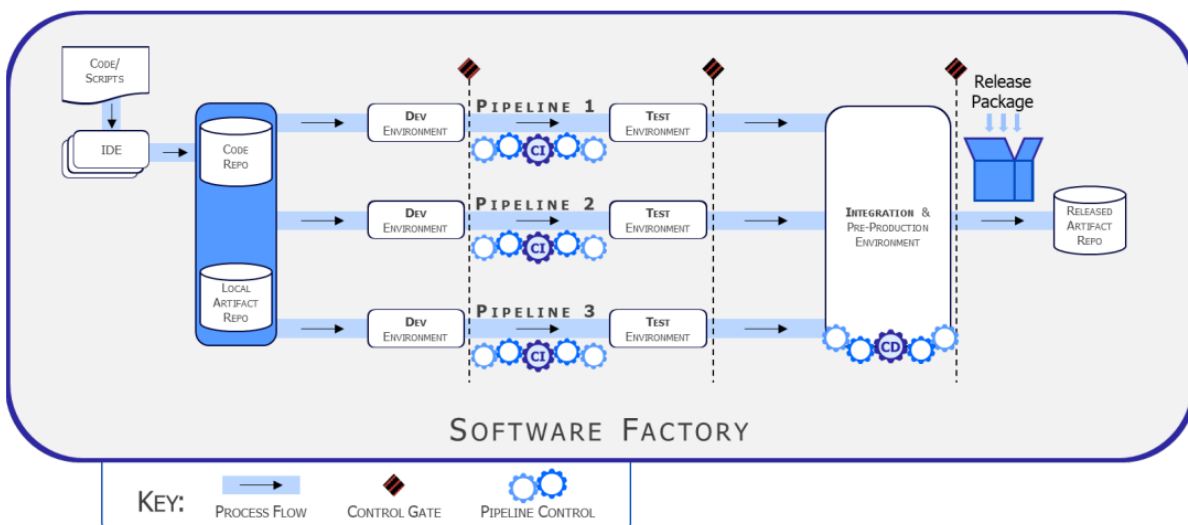 Code/
Scripts
IDE
Code
Repo
Local
Artifact
Repo
Dev
Environment
Pipeline 1
CI
Test
Environment
Dev
Environment
Pipeline 2
CI
Test
Environment
Dev
Environment
Pipeline 3
CI
Test
Environment
Integration &
Pre-Production
Environment
CD
Release
Package
Released
Artifact
Repo
Software Factory
Key:
Process Flow
Control Gate
Pipeline Control